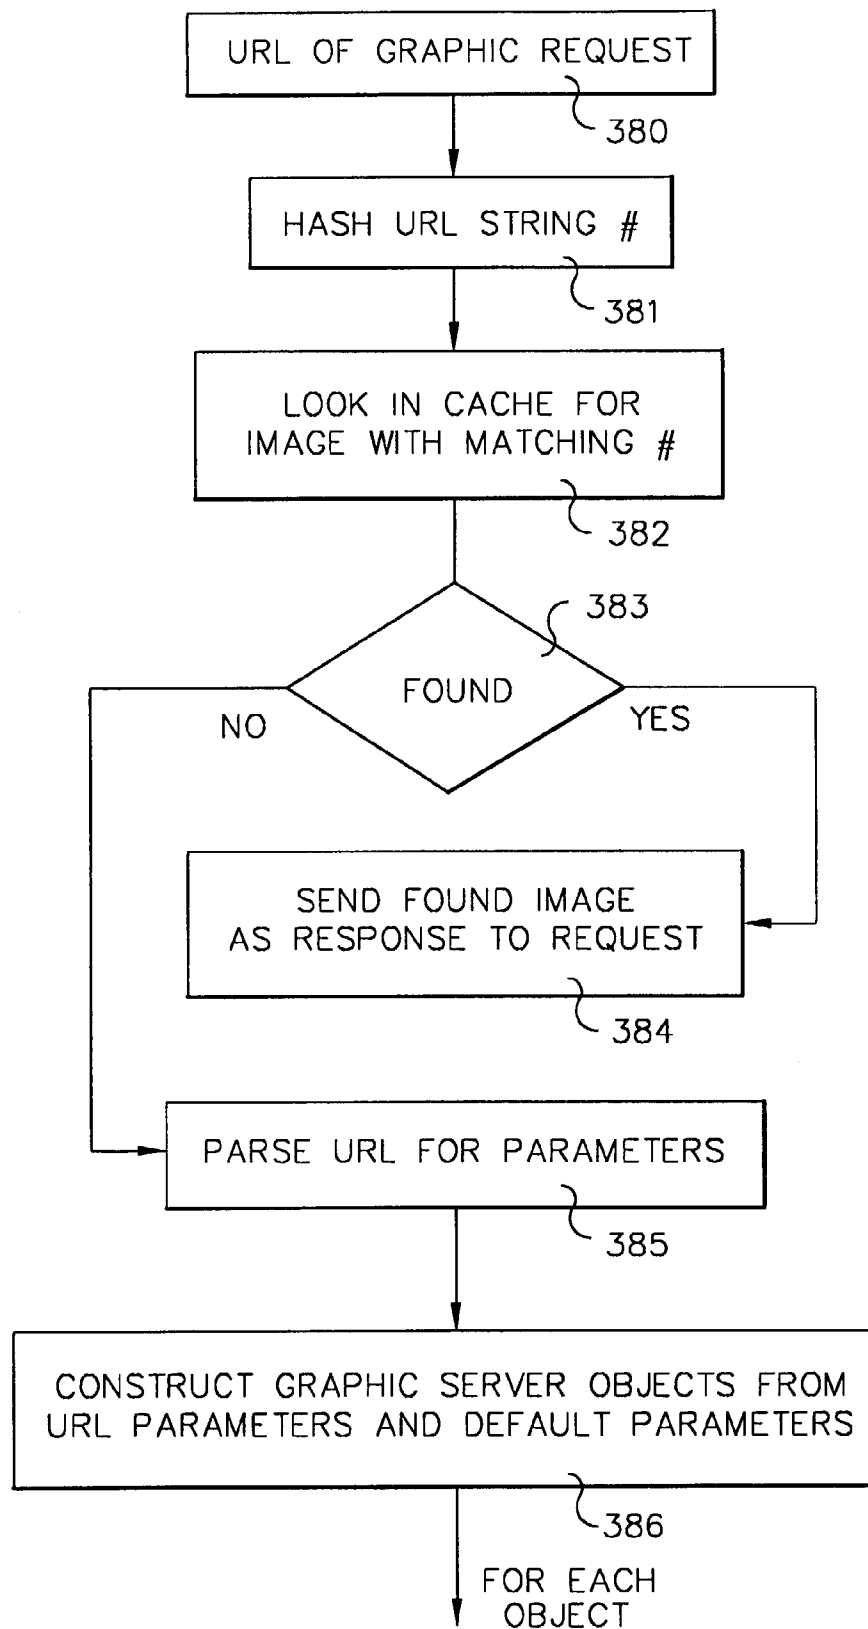 URL OF GRAPHIC REQUEST
380
HASH URL STRING #
381
LOOK IN CACHE FOR
IMAGE WITH MATCHING #
382
383
FOUND
NO
YES
SEND FOUND IMAGE
AS RESPONSE TO REQUEST
384
PARSE URL FOR PARAMETERS
385
CONSTRUCT GRAPHIC SERVER OBJECTS FROM
URL PARAMETERS AND DEFAULT PARAMETERS
386
FOR EACH
OBJECT